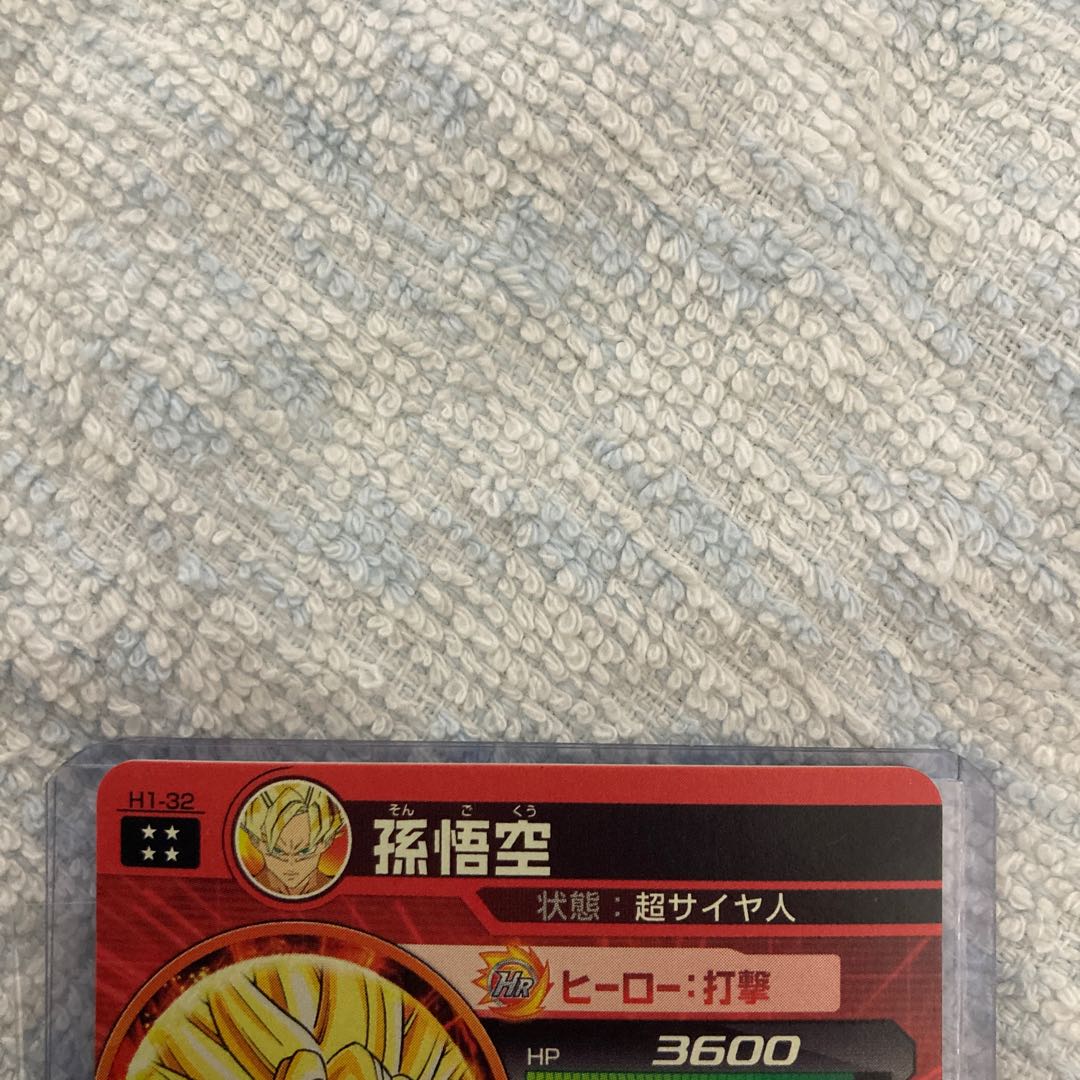 H1-32
★★
★★
そんごくう
孫悟空
状態：超サイヤ人
HR ヒーロー：打撃
HP 3600